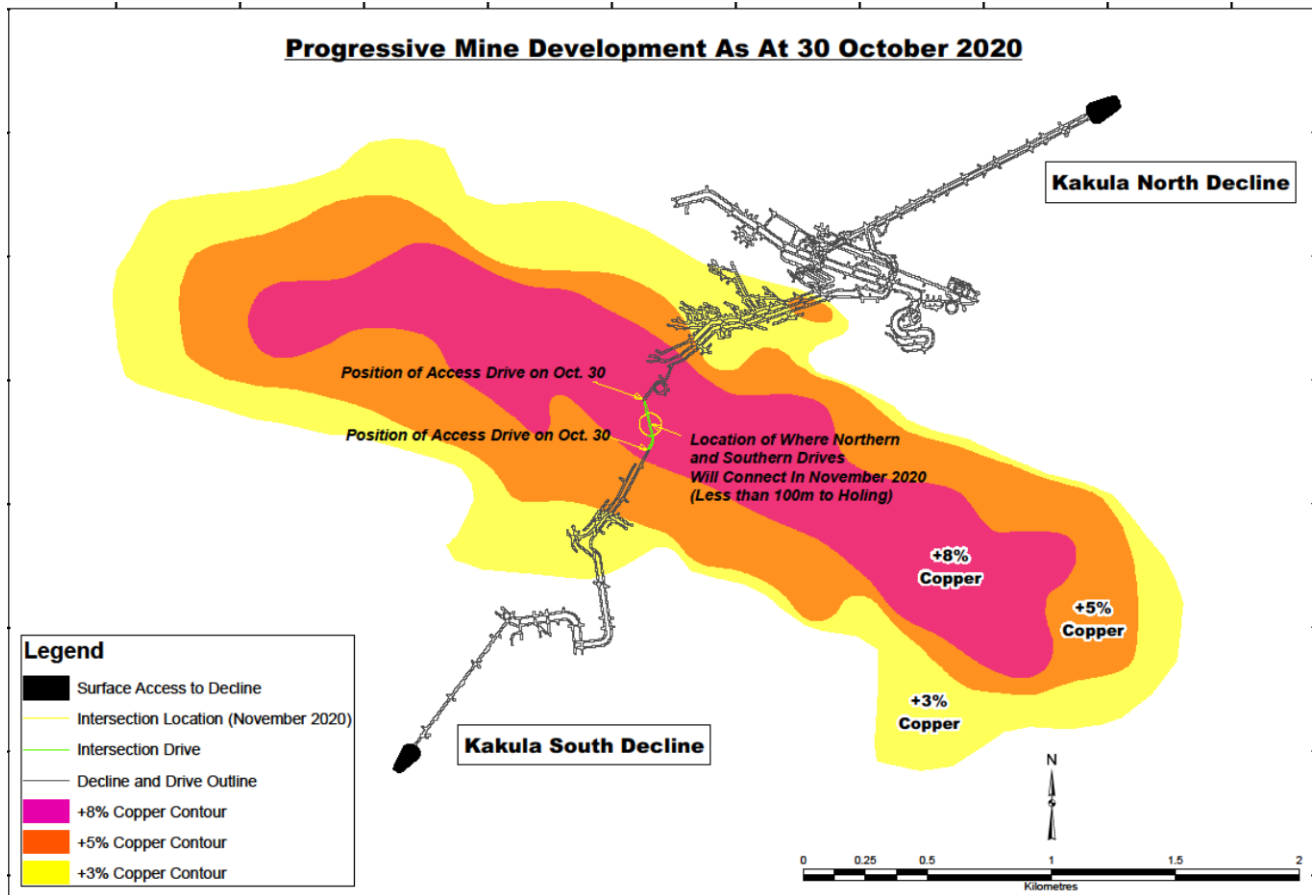 Progressive Mine Development As At 30 October 2020
Kakula North Decline
Position of Access Drive on Oct. 30
Position of Access Drive on Oct. 30
Location of Where Northern
and Southern Drives
Will Connect In November 2020
(Less than 100m to Holing)
+8%
Copper
+5%
Copper
+3%
Copper
Kakula South Decline
Legend
Surface Access to Decline
Intersection Location (November 2020)
Intersection Drive
Decline and Drive Outline
+8% Copper Contour
+5% Copper Contour
+3% Copper Contour
N
0 0.25 0.5 1 1.5 2
Kilometres